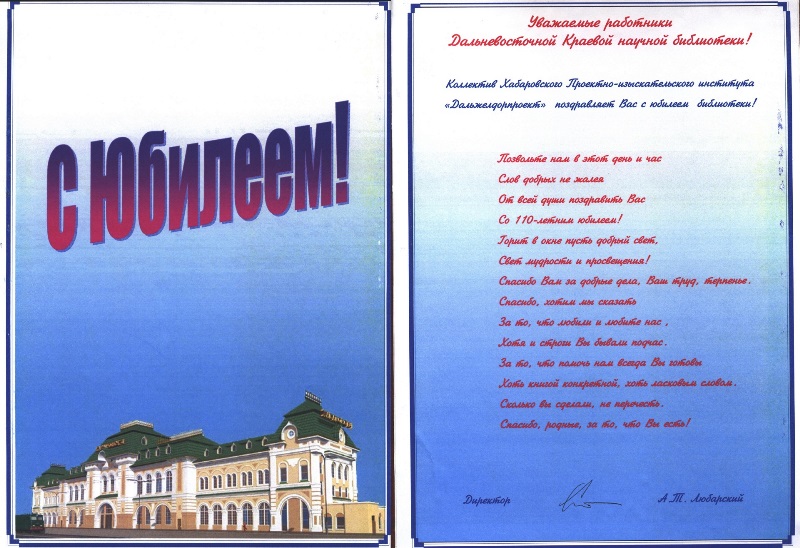 С Юбилеем!
Уважаемые работники
Дальневосточной Краевой научной библиотеки!
Коллектив Хабаровского Проектно-изыскательского института
«Дальжелдорпроект» поздравляет Вас с юбилеем библиотеки!
Позвольте нам в этот день и час
Слов добрых не жалея
От всей души поздравить Вас
Со 110-летним юбилеем!
Горит в окне пусть добрый свет,
Свет мудрости и просвещения!
Спасибо Вам за добрые дела, Ваш труд, терпенье.
Спасибо, хотим мы сказать
За то, что любили и любите нас ,
Хотя и строги Вы бывали подчас.
За то, что помочь нам всегда Вы готовы
Хоть книгой конкретной, хоть ласковым словом.
Сколько вы сделали, не перечесть.
Спасибо, родные, за то, что Вы есть!
Директор А.Т. Любарский